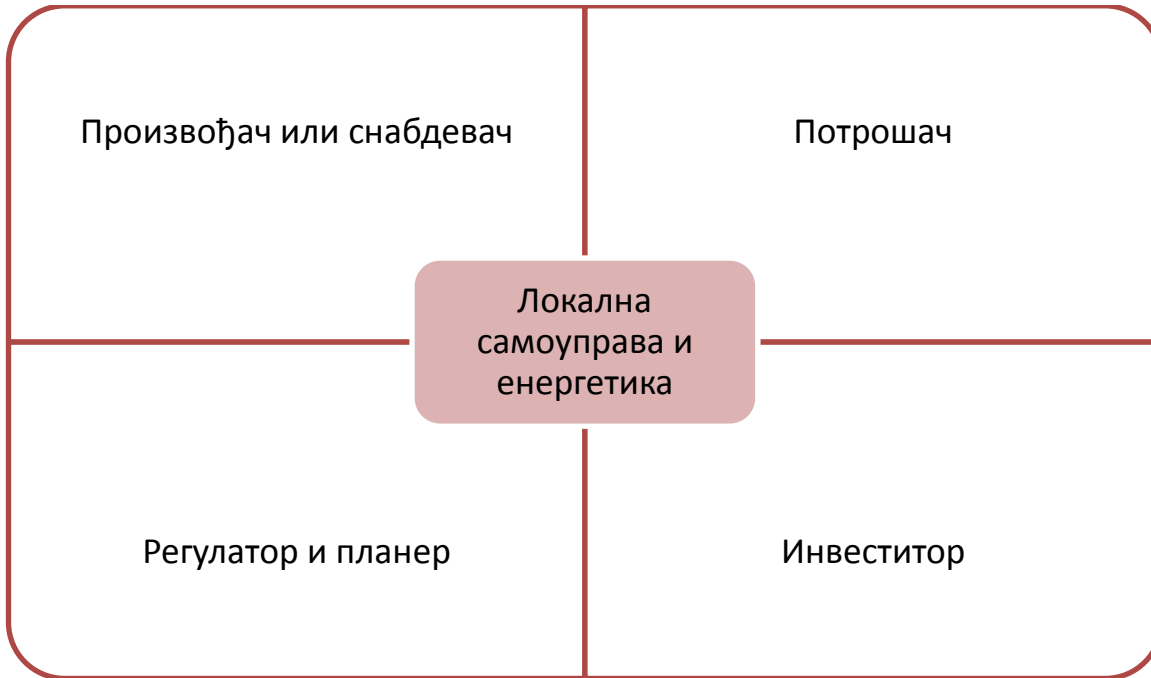 Произвођач или снабдевач
Потрошач
Локална
самоуправа и
енергетика
Регулатор и планер
Инвеститор